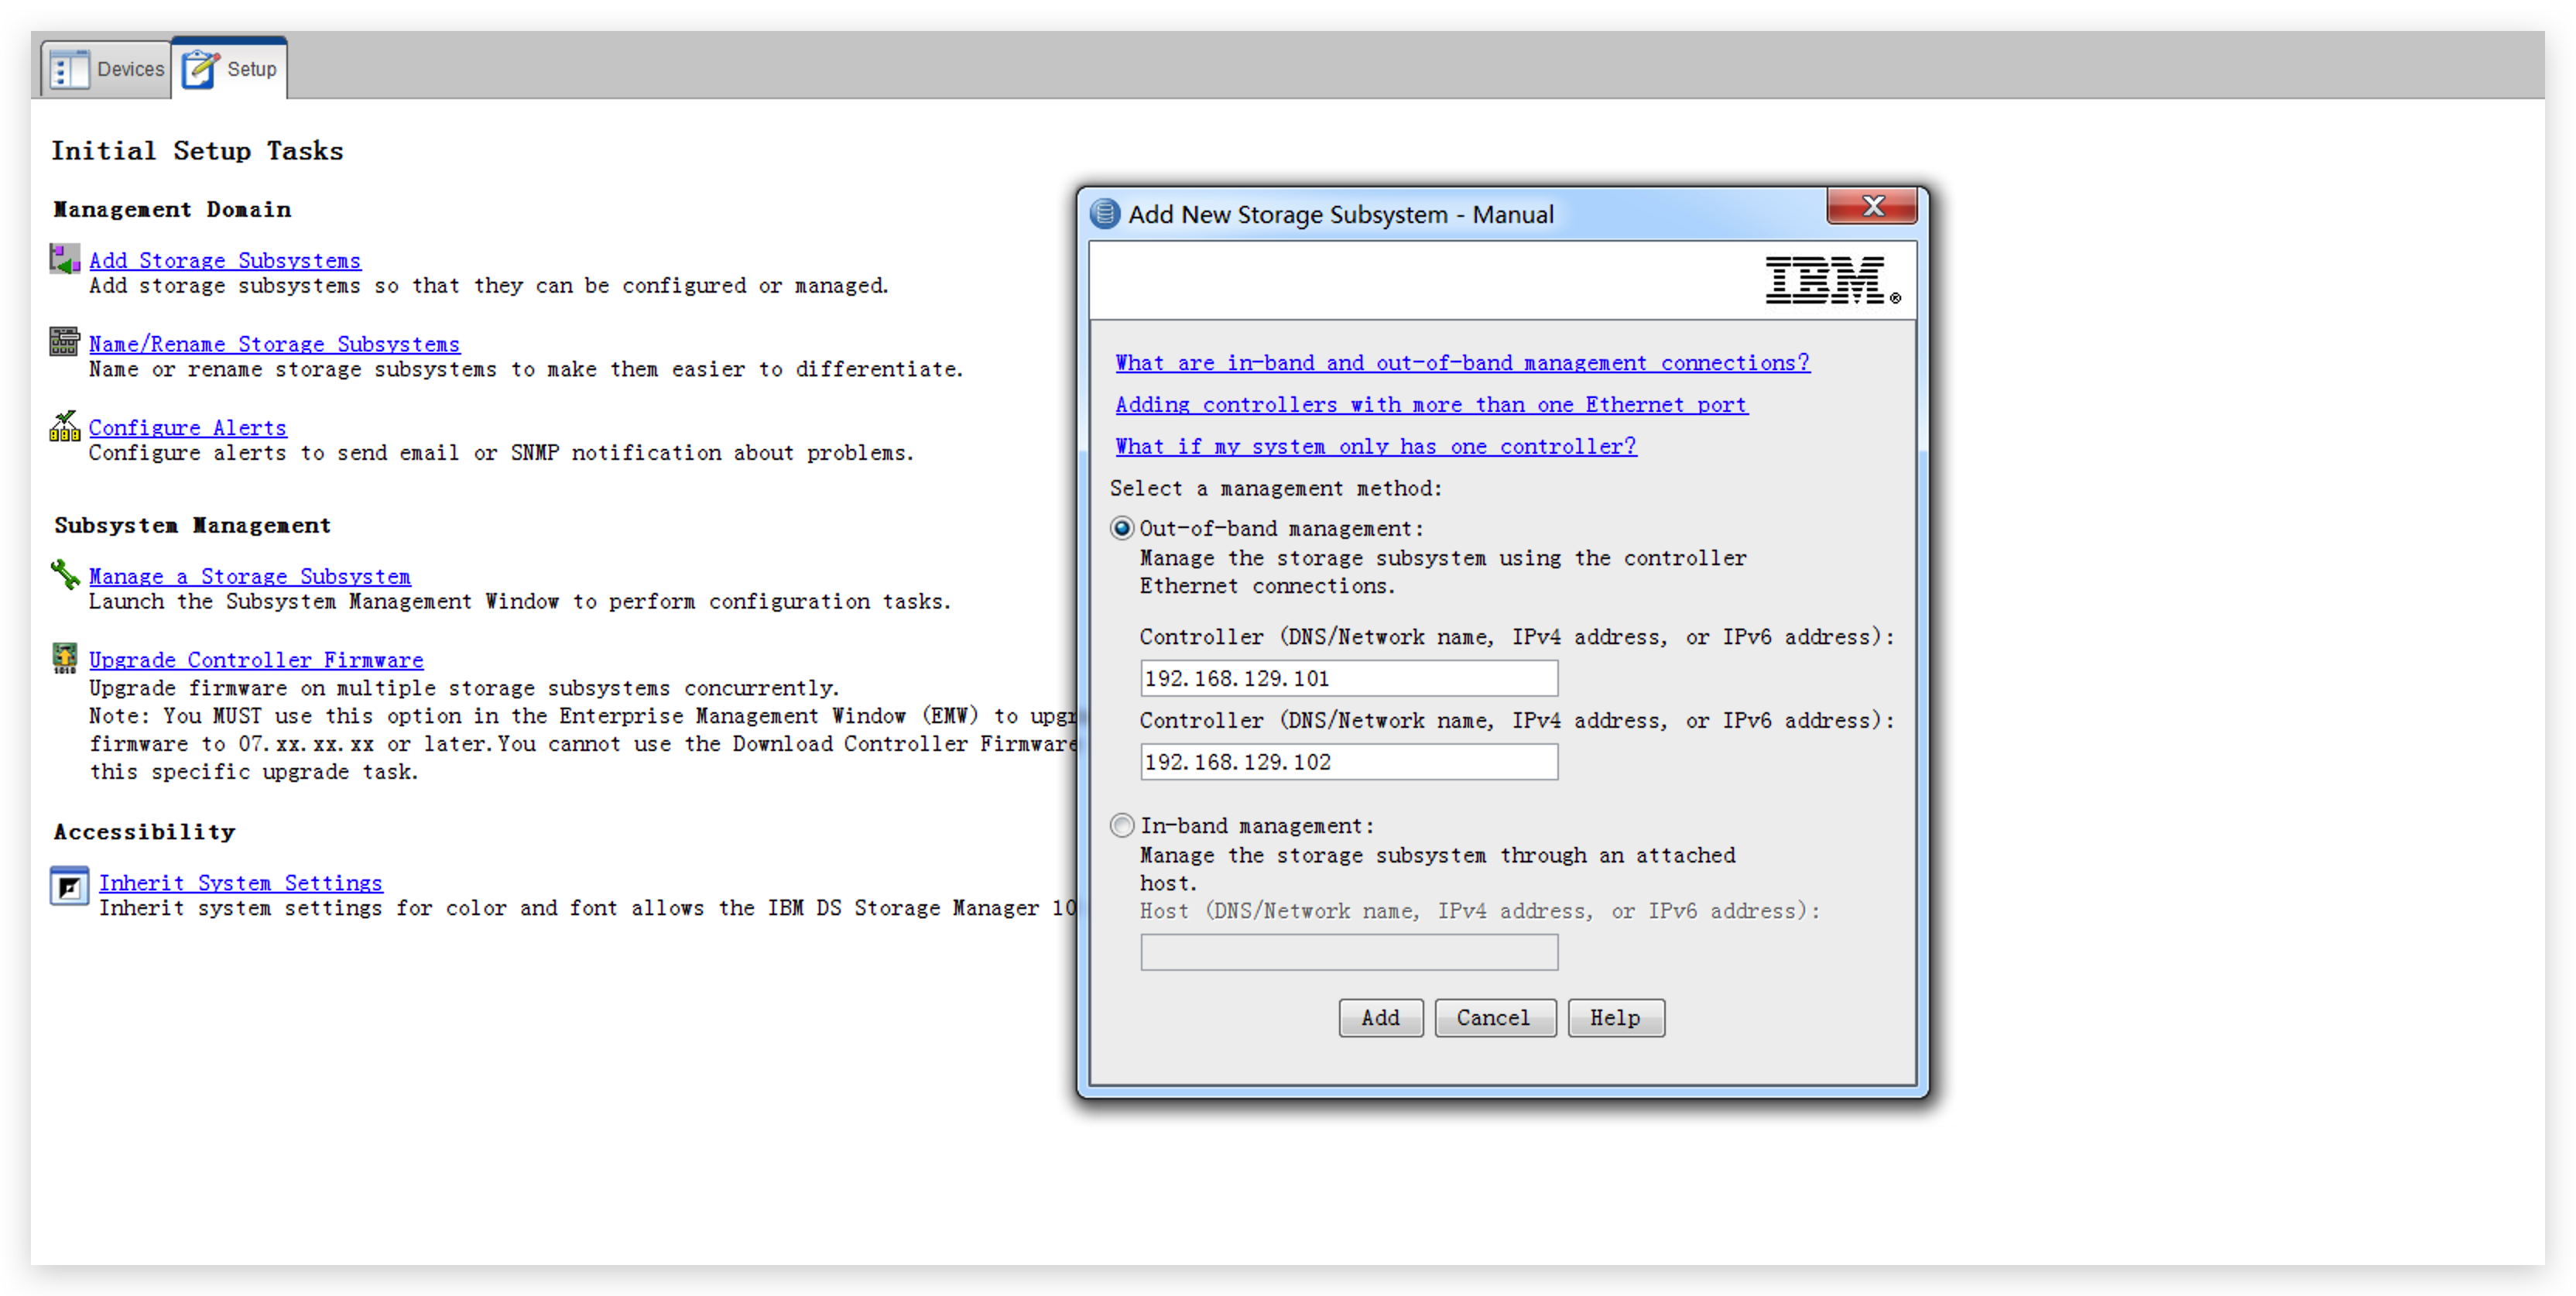 Devices
Setup
Initial Setup Tasks
Management Domain
Add Storage Subsystems
Add storage subsystems so that they can be configured or managed.
Name/Rename Storage Subsystems
Name or rename storage subsystems to make them easier to differentiate.
Configure Alerts
Configure alerts to send email or SNMP notification about problems.
Subsystem Management
Manage a Storage Subsystem
Launch the Subsystem Management Window to perform configuration tasks.
Upgrade Controller Firmware
Upgrade firmware on multiple storage subsystems concurrently.
Note: You MUST use this option in the Enterprise Management Window (EMW) to upgr
firmware to 07.xx.xx.xx or later.You cannot use the Download Controller Firmware
this specific upgrade task.
Accessibility
Inherit System Settings
Inherit system settings for color and font allows the IBM DS Storage Manager 10
Add New Storage Subsystem - Manual
IBM®
What are in-band and out-of-band management connections?
Adding controllers with more than one Ethernet port
What if my system only has one controller?
Select a management method:
Out-of-band management:
Manage the storage subsystem using the controller
Ethernet connections.
Controller (DNS/Network name, IPv4 address, or IPv6 address):
192.168.129.101
Controller (DNS/Network name, IPv4 address, or IPv6 address):
192.168.129.102
In-band management:
Manage the storage subsystem through an attached
host.
Host (DNS/Network name, IPv4 address, or IPv6 address):
Add
Cancel
Help